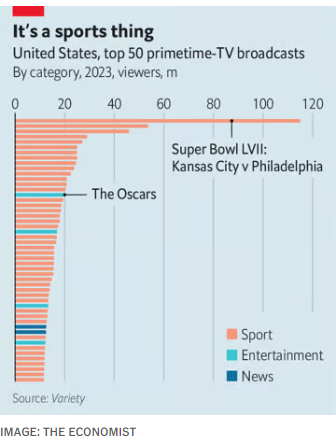 It's a sports thing
United States, top 50 primetime-TV broadcasts
By category, 2023, viewers, m
0 20 40 60 80 100 120
Super Bowl LVII:
Kansas City v Philadelphia
The Oscars
Sport
Entertainment
News
Source: Variety
IMAGE: THE ECONOMIST